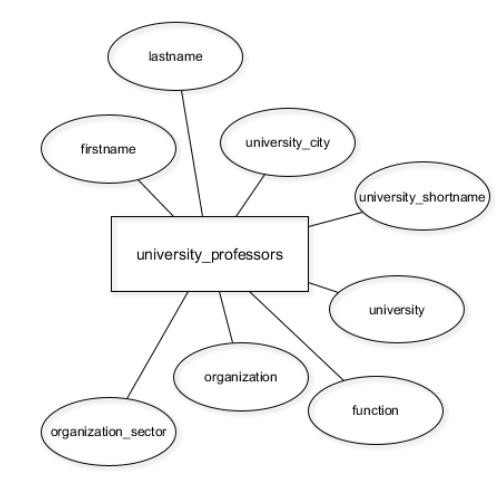 lastname
firstname
university_city
university_shortname
university_professors
university
organization
function
organization_sector